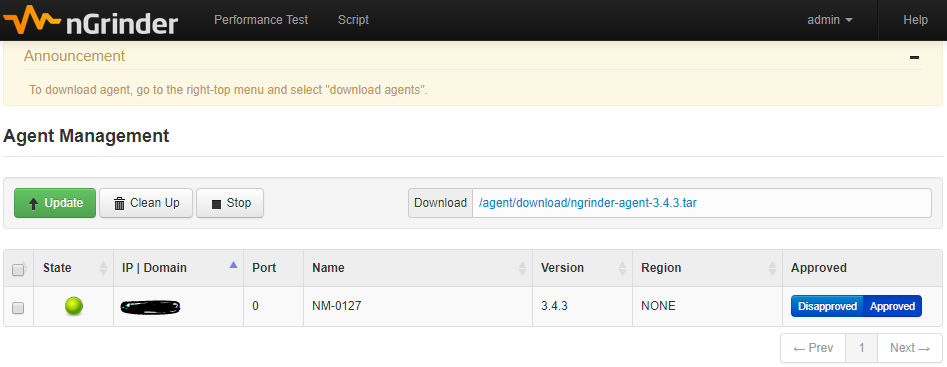 nGrinder Performance Test Script admin Help
Announcement
To download agent, go to the right-top menu and select "download agents".
Agent Management
Update Clean Up Stop Download /agent/download/ngrinder-agent-3.4.3.tar
State IP | Domain Port Name Version Region Approved
0 NM-0127 3.4.3 NONE Disapproved Approved
← Prev 1 Next →